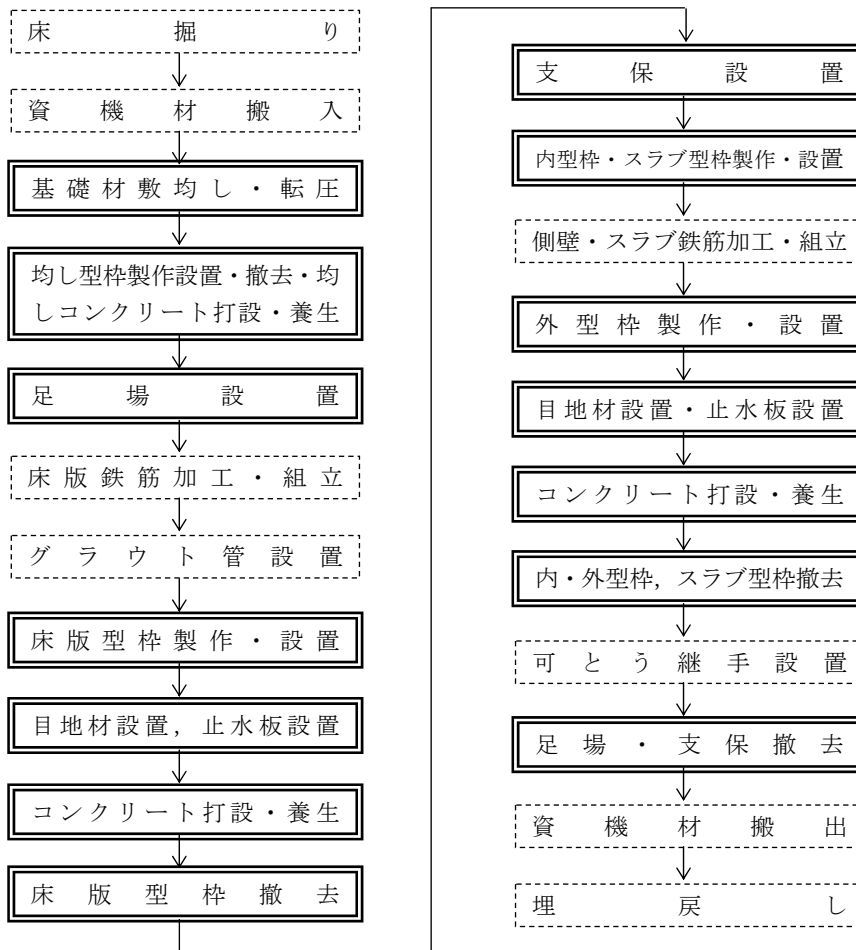 床掘り
資機材搬入
基礎材敷均し・転圧
均し型枠製作設置・撤去・均
しコンクリート打設・養生
足場設置
床版鉄筋加工・組立
グラウト管設置
床版型枠製作・設置
目地材設置，止水板設置
コンクリート打設・養生
床版型枠撤去
支保設置
内型枠・スラブ型枠製作・設置
側壁・スラブ鉄筋加工・組立
外型枠製作・設置
目地材設置・止水板設置
コンクリート打設・養生
内・外型枠，スラブ型枠撤去
可とう継手設置
足場・支保撤去
資機材搬出
埋戻し